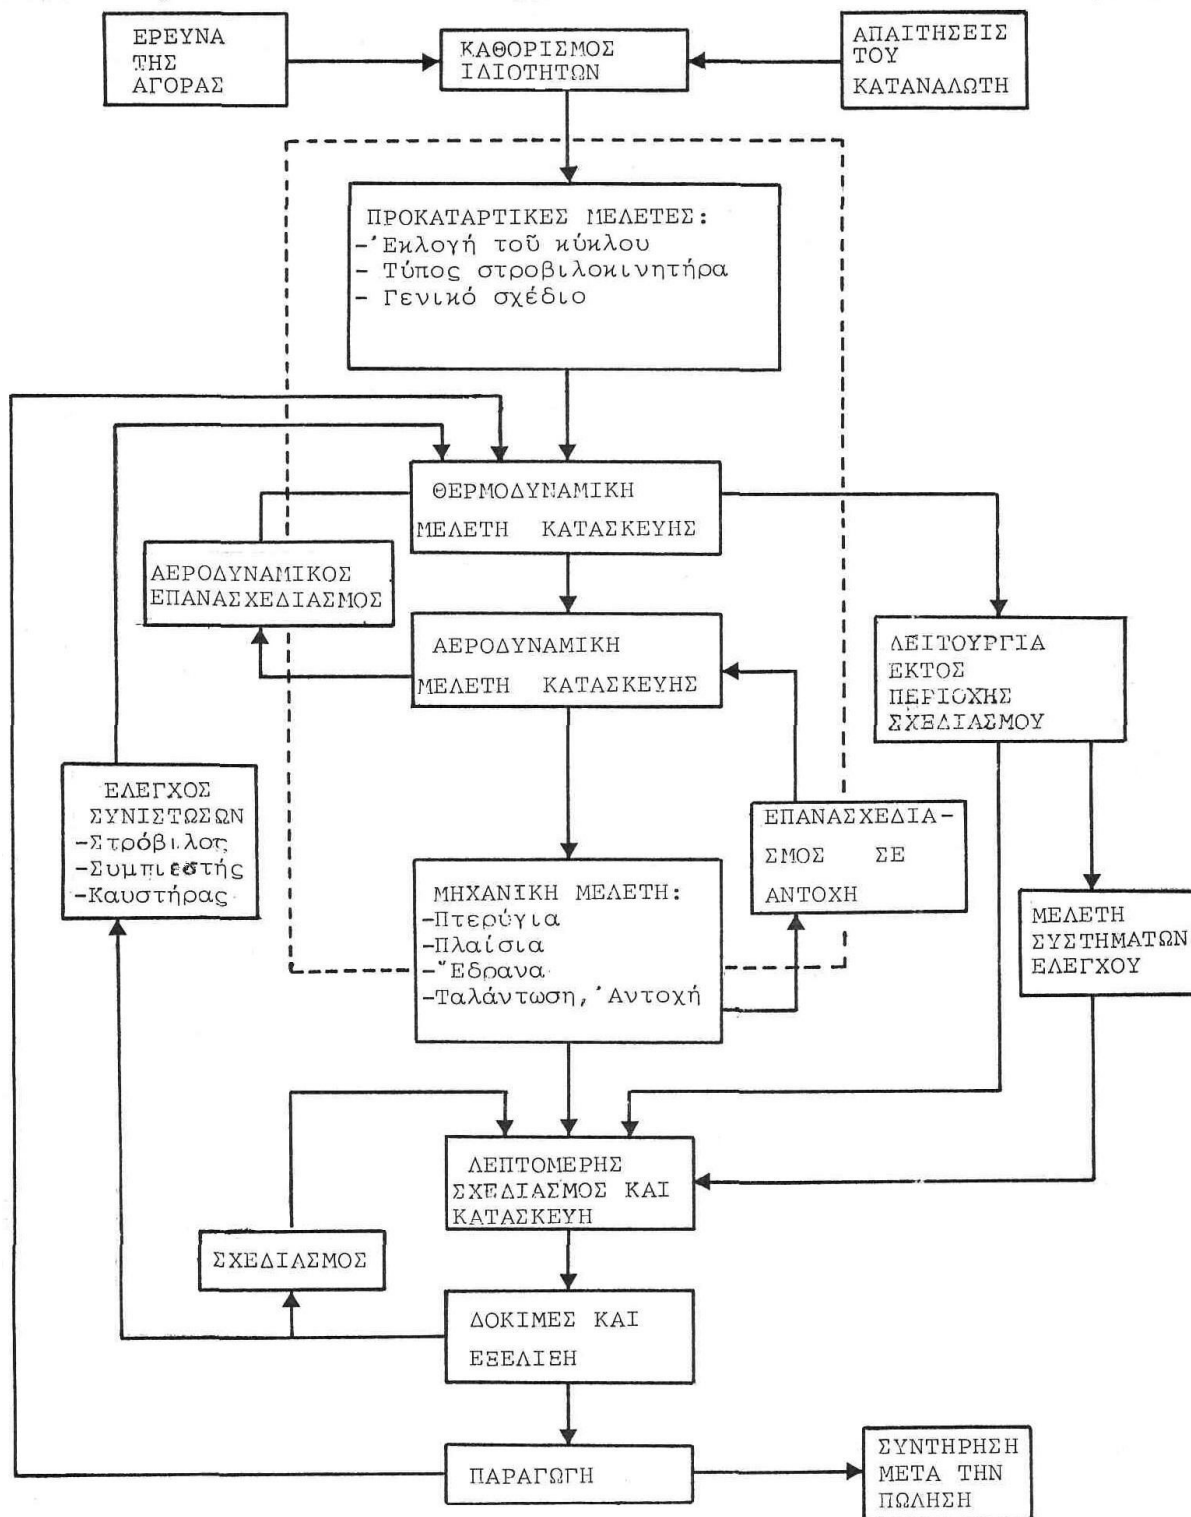 ΕΡΕΥΝΑ
ΤΗΣ
ΑΓΟΡΑΣ
ΚΑΘΟΡΙΣΜΟΣ
ΙΔΙΟΤΗΤΩΝ
ΑΠΑΙΤΗΣΕΙΣ
ΤΟΥ
ΚΑΤΑΝΑΛΩΤΗ
ΠΡΟΚΑΤΑΡΤΙΚΕΣ ΜΕΛΕΤΕΣ:
-Ἐκλογή τοῦ κύκλου
- Τύπος στροβιλοκινητήρα
- Γενικό σχέδιο
ΘΕΡΜΟΔΥΝΑΜΙΚΗ
ΜΕΛΕΤΗ ΚΑΤΑΣΚΕΥΗΣ
ΑΕΡΟΔΥΝΑΜΙΚΟΣ
ΕΠΑΝΑΣΧΕΔΙΑΣΜΟΣ
ΑΕΡΟΔΥΝΑΜΙΚΗ
ΜΕΛΕΤΗ ΚΑΤΑΣΚΕΥΗΣ
ΛΕΙΤΟΥΡΓΙΑ
ΕΚΤΟΣ
ΠΕΡΙΟΧΗΣ
ΣΧΕΔΙΑΣΜΟΥ
ΕΛΕΓΧΟΣ
ΣΥΝΙΣΤΩΣΩΝ
-Στρόβιλος
-Συμπιεστής
-Καυστήρας
ΕΠΑΝΑΣΧΕΔΙΑ-
ΣΜΟΣ ΣΕ
ΑΝΤΟΧΗ
ΜΗΧΑΝΙΚΗ ΜΕΛΕΤΗ:
-Πτερύγια
-Πλαίσια
-Ἕδρανα
-Ταλάντωση, Ἀντοχή
ΜΕΛΕΤΗ
ΣΥΣΤΗΜΑΤΩΝ
ΕΛΕΓΧΟΥ
ΛΕΠΤΟΜΕΡΗΣ
ΣΧΕΔΙΑΣΜΟΣ ΚΑΙ
ΚΑΤΑΣΚΕΥΗ
ΣΧΕΔΙΑΣΜΟΣ
ΔΟΚΙΜΕΣ ΚΑΙ
ΕΞΕΛΙΞΗ
ΠΑΡΑΓΩΓΗ
ΣΥΝΤΗΡΗΣΗ
ΜΕΤΑ ΤΗΝ
ΠΩΛΗΣΗ